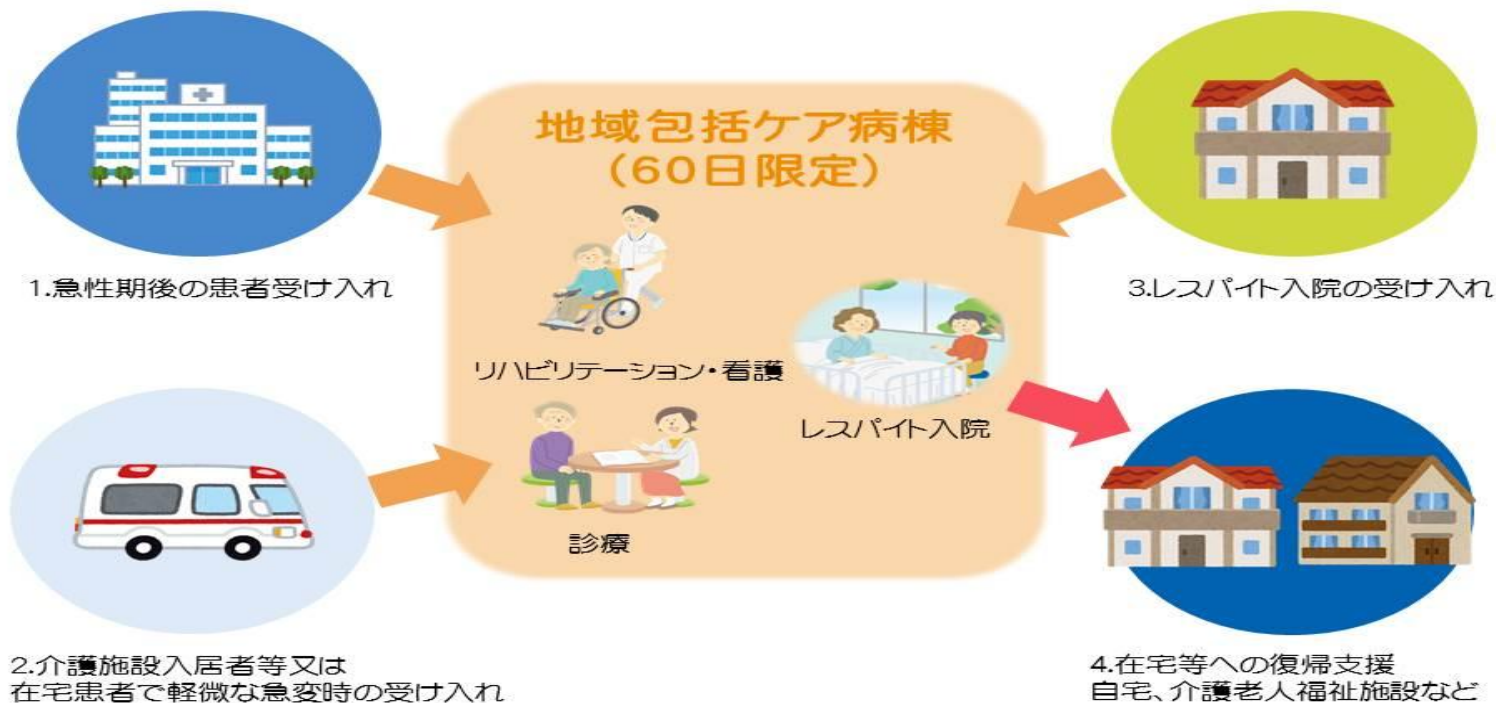 地域包括ケア病棟
(60日限定)
1.急性期後の患者受け入れ
3.レスパイト入院の受け入れ
リハビリテーション・看護
レスパイト入院
診療
2.介護施設入居者等又は
在宅患者で軽微な急変時の受け入れ
4.在宅等への復帰支援
自宅、介護老人福祉施設など